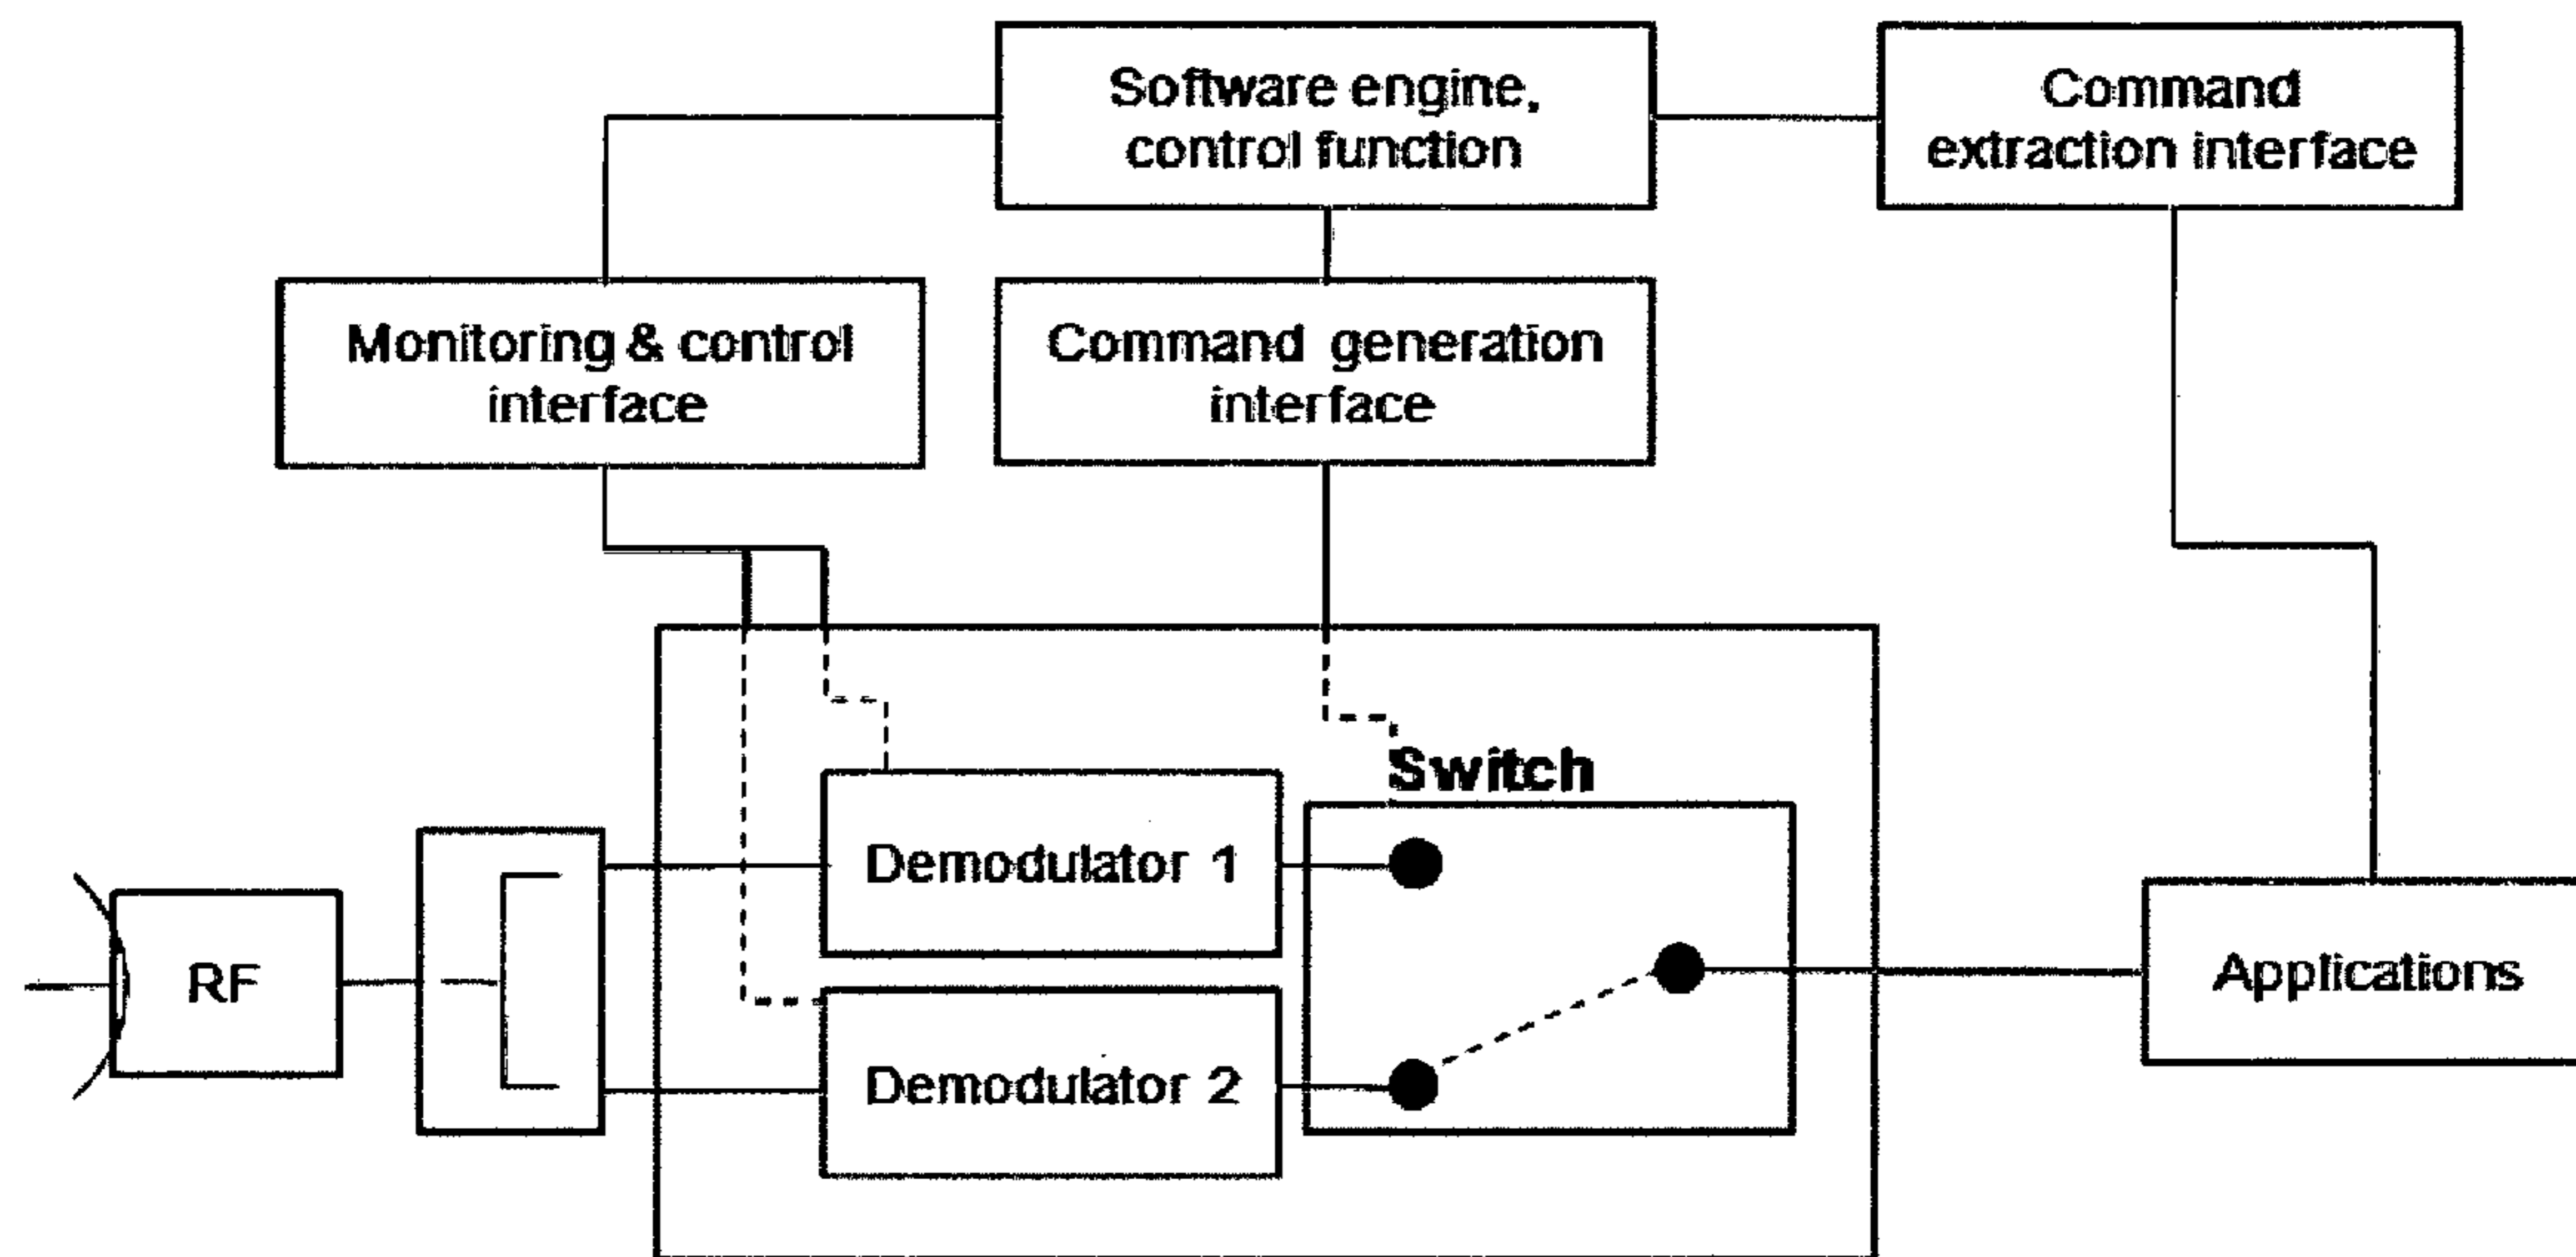 Software engine,
control function
Command
extraction interface
Monitoring & control
interface
Command generation
interface
Switch
Demodulator 1
RF
Applications
Demodulator 2